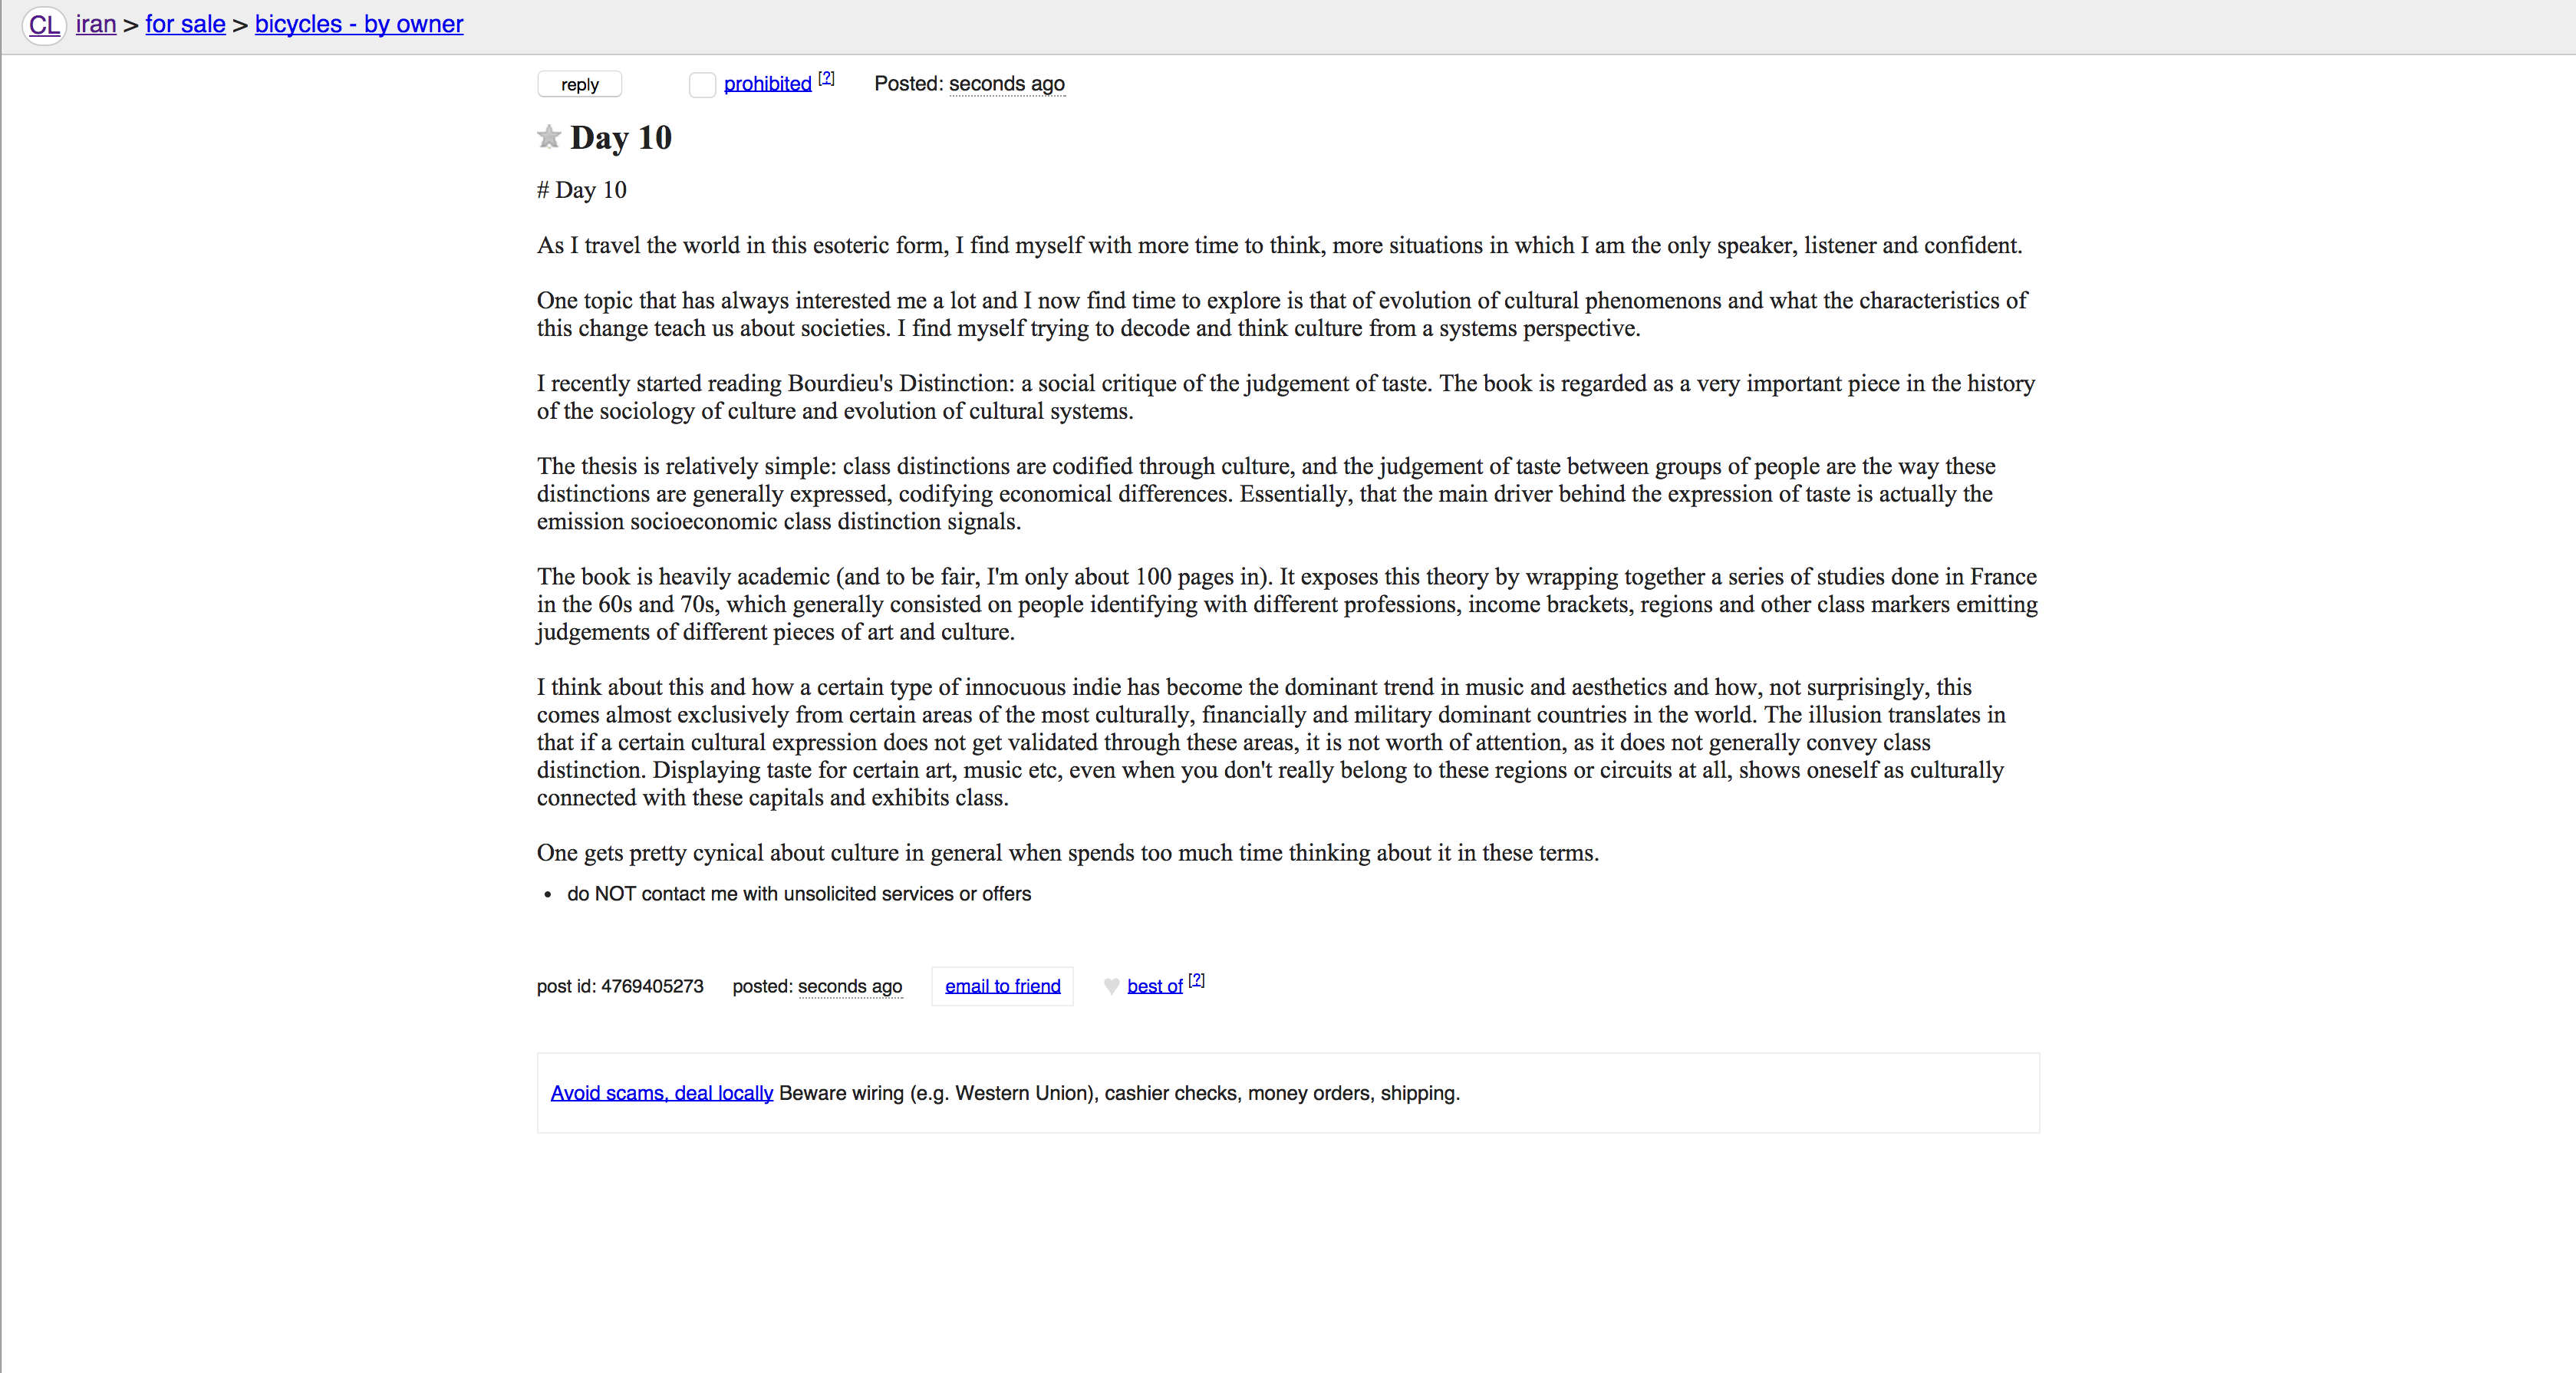 CL iran > for sale > bicycles - by owner
reply prohibited [?] Posted: seconds ago
Day 10
# Day 10
As I travel the world in this esoteric form, I find myself with more time to think, more situations in which I am the only speaker, listener and confident.
One topic that has always interested me a lot and I now find time to explore is that of evolution of cultural phenomenons and what the characteristics of
this change teach us about societies. I find myself trying to decode and think culture from a systems perspective.
I recently started reading Bourdieu's Distinction: a social critique of the judgement of taste. The book is regarded as a very important piece in the history
of the sociology of culture and evolution of cultural systems.
The thesis is relatively simple: class distinctions are codified through culture, and the judgement of taste between groups of people are the way these
distinctions are generally expressed, codifying economical differences. Essentially, that the main driver behind the expression of taste is actually the
emission socioeconomic class distinction signals.
The book is heavily academic (and to be fair, I'm only about 100 pages in). It exposes this theory by wrapping together a series of studies done in France
in the 60s and 70s, which generally consisted on people identifying with different professions, income brackets, regions and other class markers emitting
judgements of different pieces of art and culture.
I think about this and how a certain type of innocuous indie has become the dominant trend in music and aesthetics and how, not surprisingly, this
comes almost exclusively from certain areas of the most culturally, financially and military dominant countries in the world. The illusion translates in
that if a certain cultural expression does not get validated through these areas, it is not worth of attention, as it does not generally convey class
distinction. Displaying taste for certain art, music etc, even when you don't really belong to these regions or circuits at all, shows oneself as culturally
connected with these capitals and exhibits class.
One gets pretty cynical about culture in general when spends too much time thinking about it in these terms.
• do NOT contact me with unsolicited services or offers
post id: 4769405273 posted: seconds ago email to friend ♥ best of [?]
Avoid scams, deal locally Beware wiring (e.g. Western Union), cashier checks, money orders, shipping.